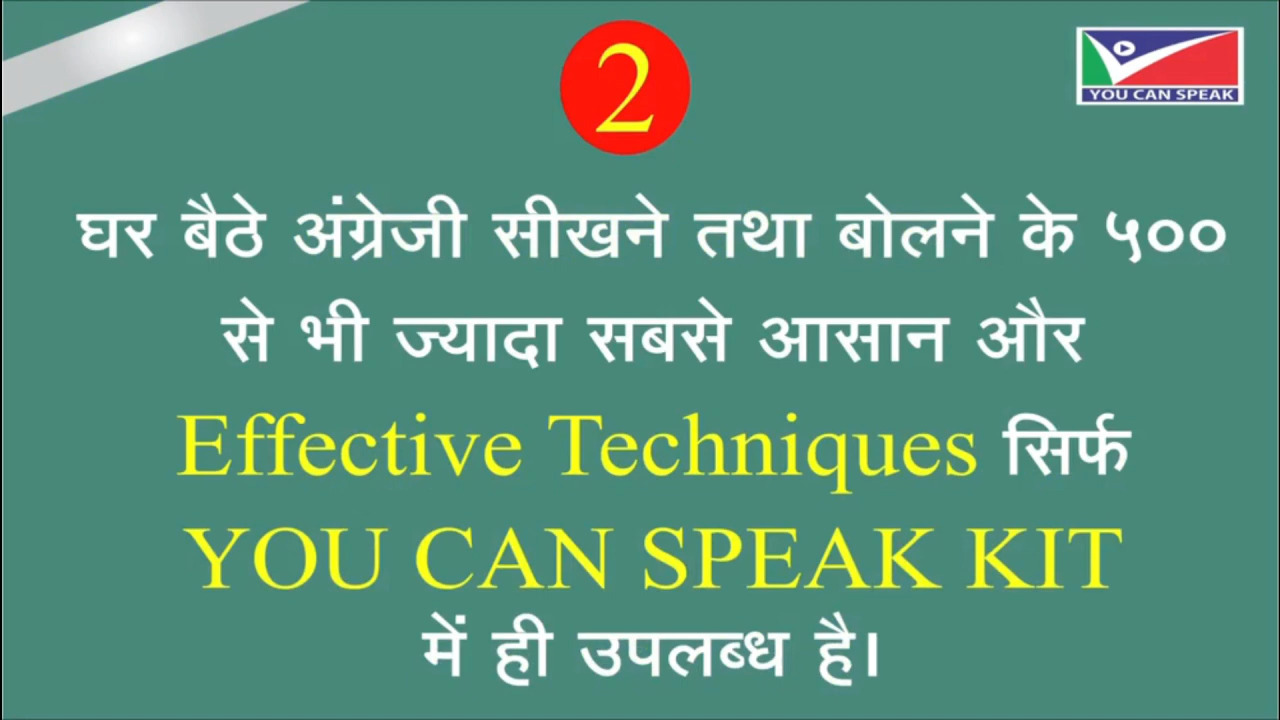 2
YOU CAN SPEAK
घर बैठे अंग्रेजी सीखने तथा बोलने के ५००
से भी ज्यादा सबसे आसान और
Effective Techniques सिर्फ
YOU CAN SPEAK KIT
में ही उपलब्ध है।